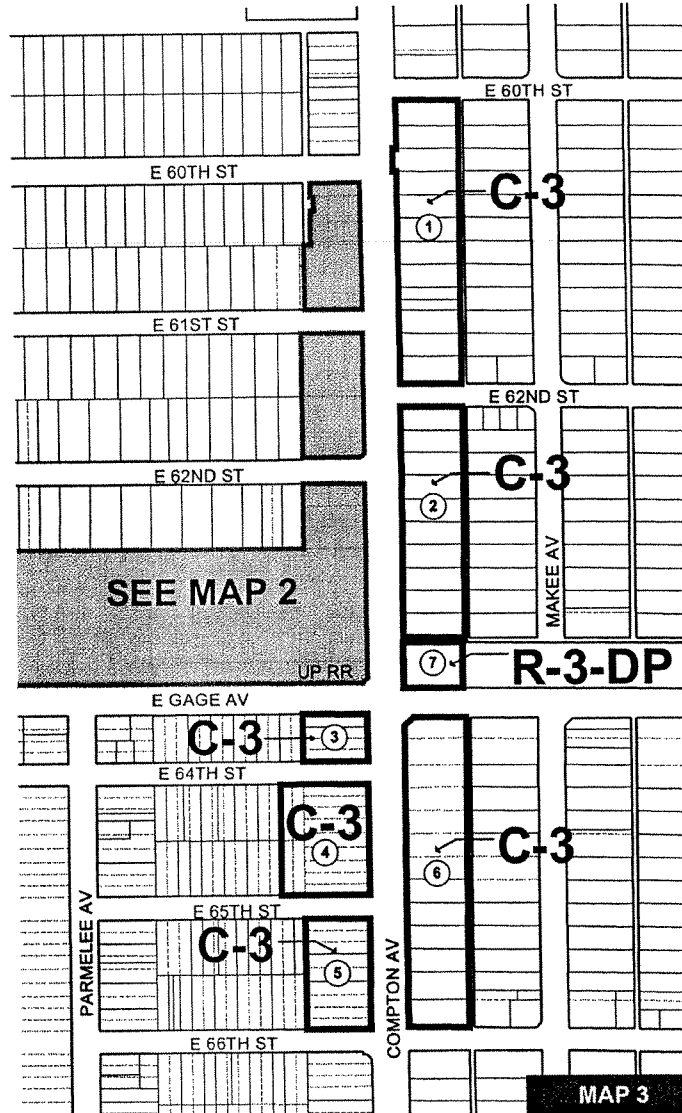 E 60TH ST
E 60TH ST
C-3
1
E 61ST ST
E 62ND ST
E 62ND ST
C-3
2
SEE MAP 2
MAKEE AV
UP RR
7
R-3-DP
E GAGE AV
C-3
3
E 64TH ST
C-3
4
C-3
6
E 65TH ST
C-3
5
PARMELEE AV
COMPTON AV
E 66TH ST
MAP 3